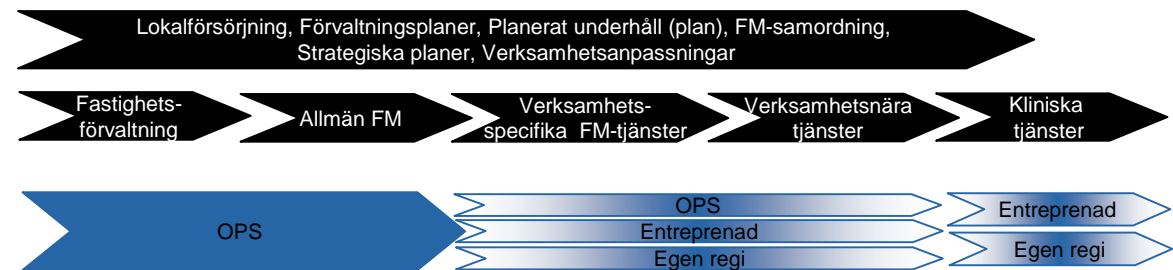 Lokalförsörjning, Förvaltningsplaner, Planerat underhåll (plan), FM-samordning,
Strategiska planer, Verksamhetsanpassningar
Fastighets-
förvaltning
Allmän FM
Verksamhets-
specifika FM-tjänster
Verksamhetsnära
tjänster
Kliniska
tjänster
OPS
OPS
Entreprenad
Egen regi
Entreprenad
Egen regi